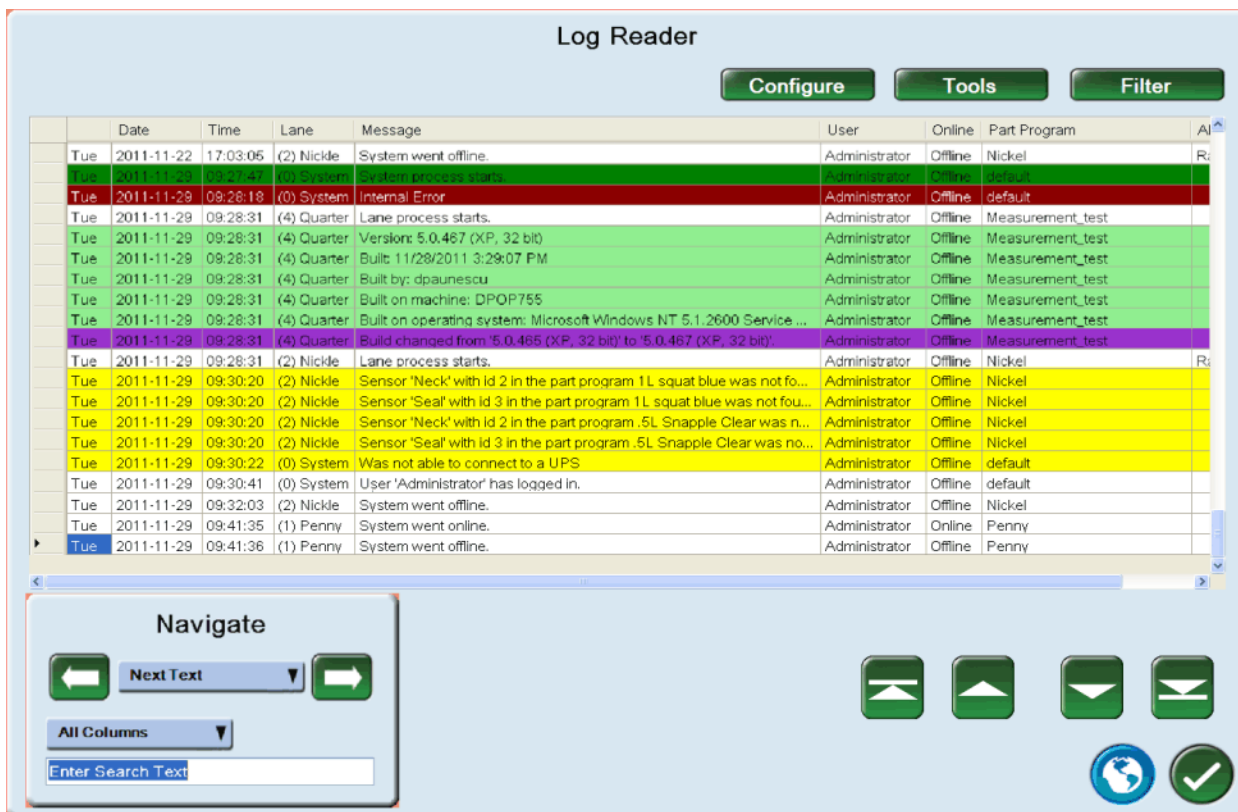 Log Reader
Configure Tools Filter
Date Time Lane Message User Online Part Program Al
Tue 2011-11-22 17:03:05 (2) Nickle System went offline. Administrator Offline Nickel Ra
Tue 2011-11-29 09:27:47 (0) System System process starts. Administrator Offline default
Tue 2011-11-29 09:28:18 (0) System Internal Error Administrator Offline default
Tue 2011-11-29 09:28:31 (4) Quarter Lane process starts. Administrator Offline Measurement_test
Tue 2011-11-29 09:28:31 (4) Quarter Version: 5.0.467 (XP, 32 bit) Administrator Offline Measurement_test
Tue 2011-11-29 09:28:31 (4) Quarter Built: 11/28/2011 3:29:07 PM Administrator Offline Measurement_test
Tue 2011-11-29 09:28:31 (4) Quarter Built by: dpaunescu Administrator Offline Measurement_test
Tue 2011-11-29 09:28:31 (4) Quarter Built on machine: DPOP755 Administrator Offline Measurement_test
Tue 2011-11-29 09:28:31 (4) Quarter Built on operating system: Microsoft Windows NT 5.1.2600 Service ... Administrator Offline Measurement_test
Tue 2011-11-29 09:28:31 (4) Quarter Build changed from '5.0.465 (XP, 32 bit)' to '5.0.467 (XP, 32 bit)'. Administrator Offline Measurement_test
Tue 2011-11-29 09:28:31 (2) Nickle Lane process starts. Administrator Offline Nickel Ra
Tue 2011-11-29 09:30:20 (2) Nickle Sensor 'Neck' with id 2 in the part program 1L squat blue was not fo... Administrator Offline Nickel
Tue 2011-11-29 09:30:20 (2) Nickle Sensor 'Seal' with id 3 in the part program 1L squat blue was not fou... Administrator Offline Nickel
Tue 2011-11-29 09:30:20 (2) Nickle Sensor 'Neck' with id 2 in the part program .5L Snapple Clear was n... Administrator Offline Nickel
Tue 2011-11-29 09:30:20 (2) Nickle Sensor 'Seal' with id 3 in the part program .5L Snapple Clear was no... Administrator Offline Nickel
Tue 2011-11-29 09:30:22 (0) System Was not able to connect to a UPS Administrator Offline default
Tue 2011-11-29 09:30:41 (0) System User 'Administrator' has logged in. Administrator Offline default
Tue 2011-11-29 09:32:03 (2) Nickle System went offline. Administrator Offline Nickel
Tue 2011-11-29 09:41:35 (1) Penny System went online. Administrator Online Penny
Tue 2011-11-29 09:41:36 (1) Penny System went offline. Administrator Offline Penny
Navigate
Next Text
All Columns
Enter Search Text